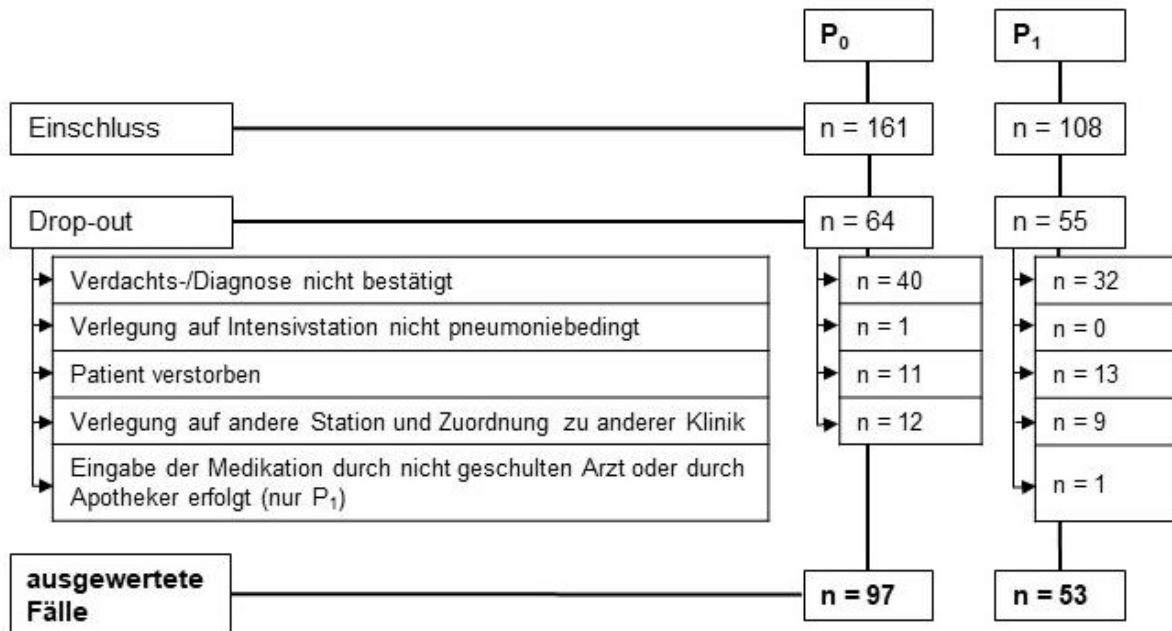 P₀ P₁
Einschluss n = 161 n = 108
Drop-out n = 64 n = 55
Verdachts-/Diagnose nicht bestätigt n = 40 n = 32
Verlegung auf Intensivstation nicht pneumoniebedingt n = 1 n = 0
Patient verstorben n = 11 n = 13
Verlegung auf andere Station und Zuordnung zu anderer Klinik n = 12 n = 9
Eingabe der Medikation durch nicht geschulten Arzt oder durch
Apotheker erfolgt (nur P₁) n = 1
ausgewertete
Fälle n = 97 n = 53